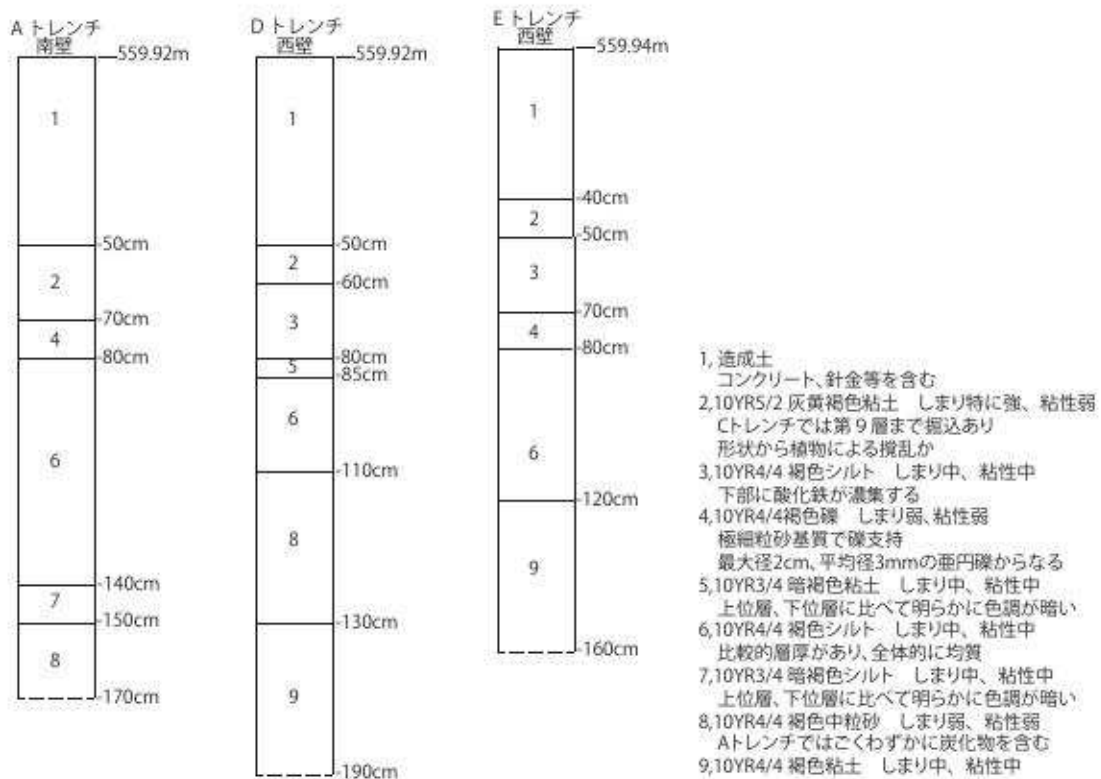 A トレンチ
南壁
559.92m
1
-50cm
2
-70cm
4
-80cm
6
-140cm
7
-150cm
8
-170cm
D トレンチ
西壁
559.92m
1
-50cm
2
-60cm
3
-80cm
5
-85cm
6
-110cm
8
-130cm
9
-190cm
E トレンチ
西壁
559.94m
1
-40cm
2
-50cm
3
-70cm
4
-80cm
6
-120cm
9
-160cm
1, 造成土
コンクリート、針金等を含む
2,10YR5/2 灰黄褐色粘土　しまり特に強、粘性弱
Cトレンチでは第9層まで掘込あり
形状から植物による撹乱か
3,10YR4/4 褐色シルト　しまり中、粘性中
下部に酸化鉄が濃集する
4,10YR4/4褐色礫　しまり弱、粘性弱
極細粒砂基質で礫支持
最大径2cm、平均径3mmの亜円礫からなる
5,10YR3/4 暗褐色粘土　しまり中、粘性中
上位層、下位層に比べて明らかに色調が暗い
6,10YR4/4 褐色シルト　しまり中、粘性中
比較的層厚があり、全体的に均質
7,10YR3/4 暗褐色シルト　しまり中、粘性中
上位層、下位層に比べて明らかに色調が暗い
8,10YR4/4 褐色中粒砂　しまり弱、粘性弱
Aトレンチではごくわずかに炭化物を含む
9,10YR4/4 褐色粘土　しまり中、粘性中